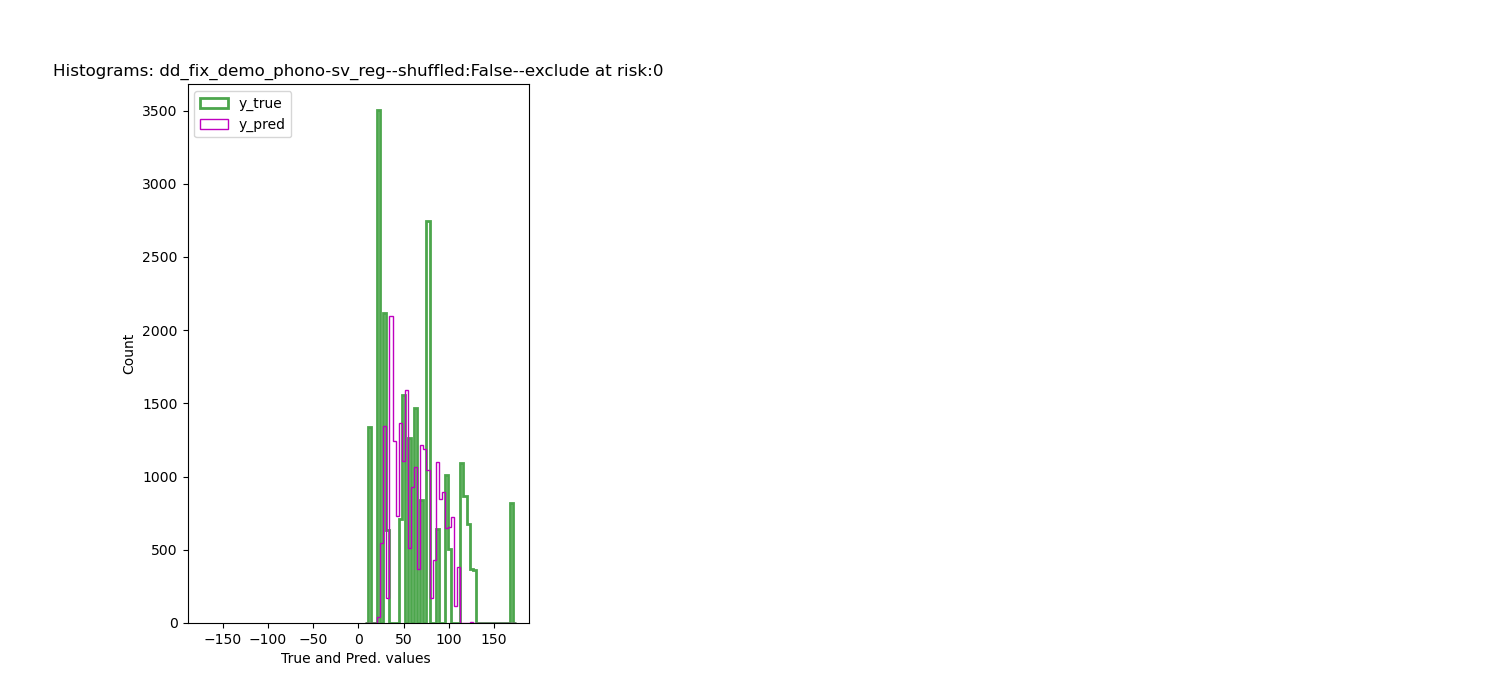 Histograms: dd_fix_demo_phono-sv_reg--shuffled:False--exclude at risk:0
y_true
y_pred
3500
3000
2500
2000
1500
1000
500
0
Count
−150 −100 −50 0 50 100 150
True and Pred. values